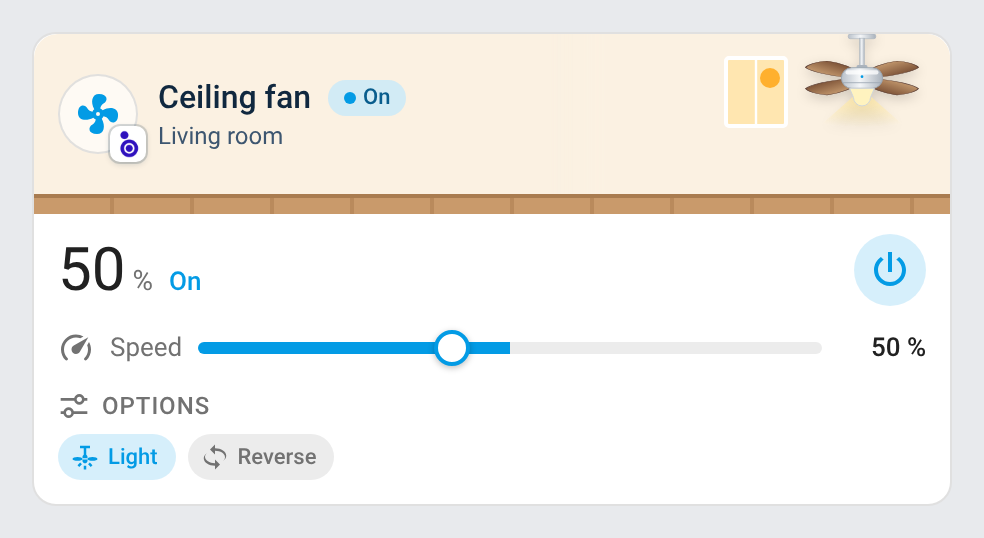 Ceiling fan
On
Living room
50 % On
Speed
50 %
OPTIONS
Light
Reverse